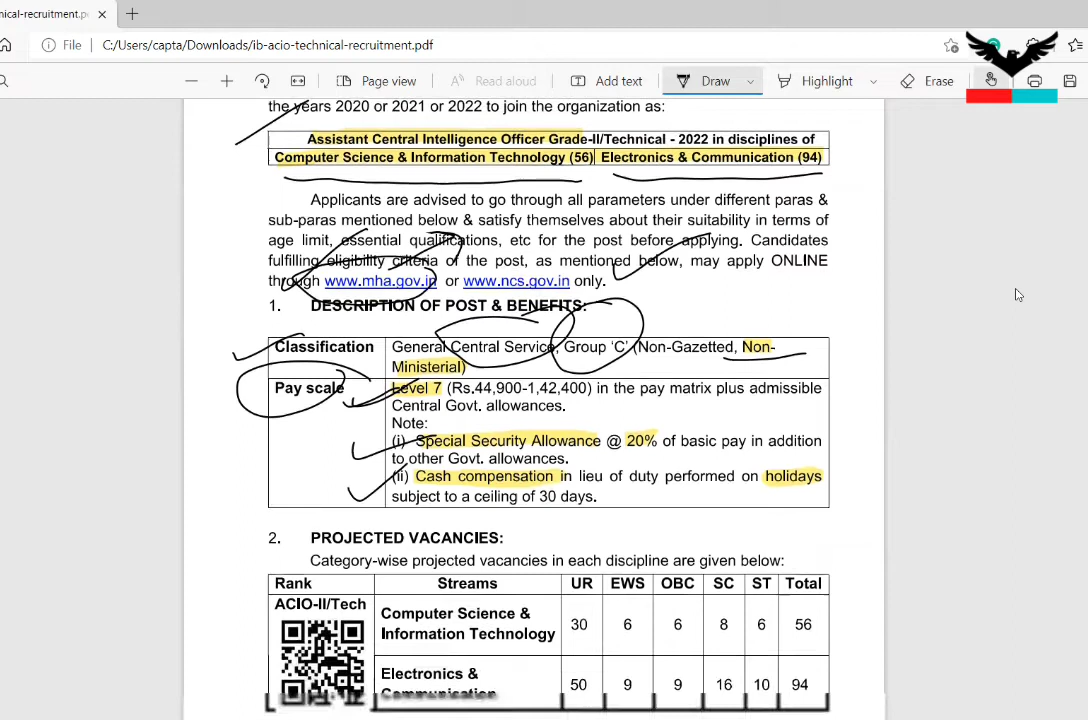 nical-recruitment.p
File
C:/Users/capta/Downloads/ib-acio-technical-recruitment.pdf
Page view
Read aloud
Add text
Draw
Highlight
Erase
the years 2020 or 2021 or 2022 to join the organization as:
Assistant Central Intelligence Officer Grade-II/Technical - 2022 in disciplines of
Computer Science & Information Technology (56) Electronics & Communication (94)
Applicants are advised to go through all parameters under different paras &
sub-paras mentioned below & satisfy themselves about their suitability in terms of
age limit, essential qualifications, etc for the post before applying. Candidates
fulfilling eligibility criteria of the post, as mentioned below, may apply ONLINE
through www.mha.gov.in or www.ncs.gov.in only.
1. DESCRIPTION OF POST & BENEFITS:
Classification General Central Service, Group ‘C’ (Non-Gazetted, Non-
Ministerial)
Pay scale Level 7 (Rs.44,900-1,42,400) in the pay matrix plus admissible
Central Govt. allowances.
Note:
(i) Special Security Allowance @ 20% of basic pay in addition
to other Govt. allowances.
(ii) Cash compensation in lieu of duty performed on holidays
subject to a ceiling of 30 days.
2. PROJECTED VACANCIES:
Category-wise projected vacancies in each discipline are given below:
Rank Streams UR EWS OBC SC ST Total
ACIO-II/Tech
Computer Science &
Information Technology 30 6 6 8 6 56
Electronics &
Communication 50 9 9 16 10 94